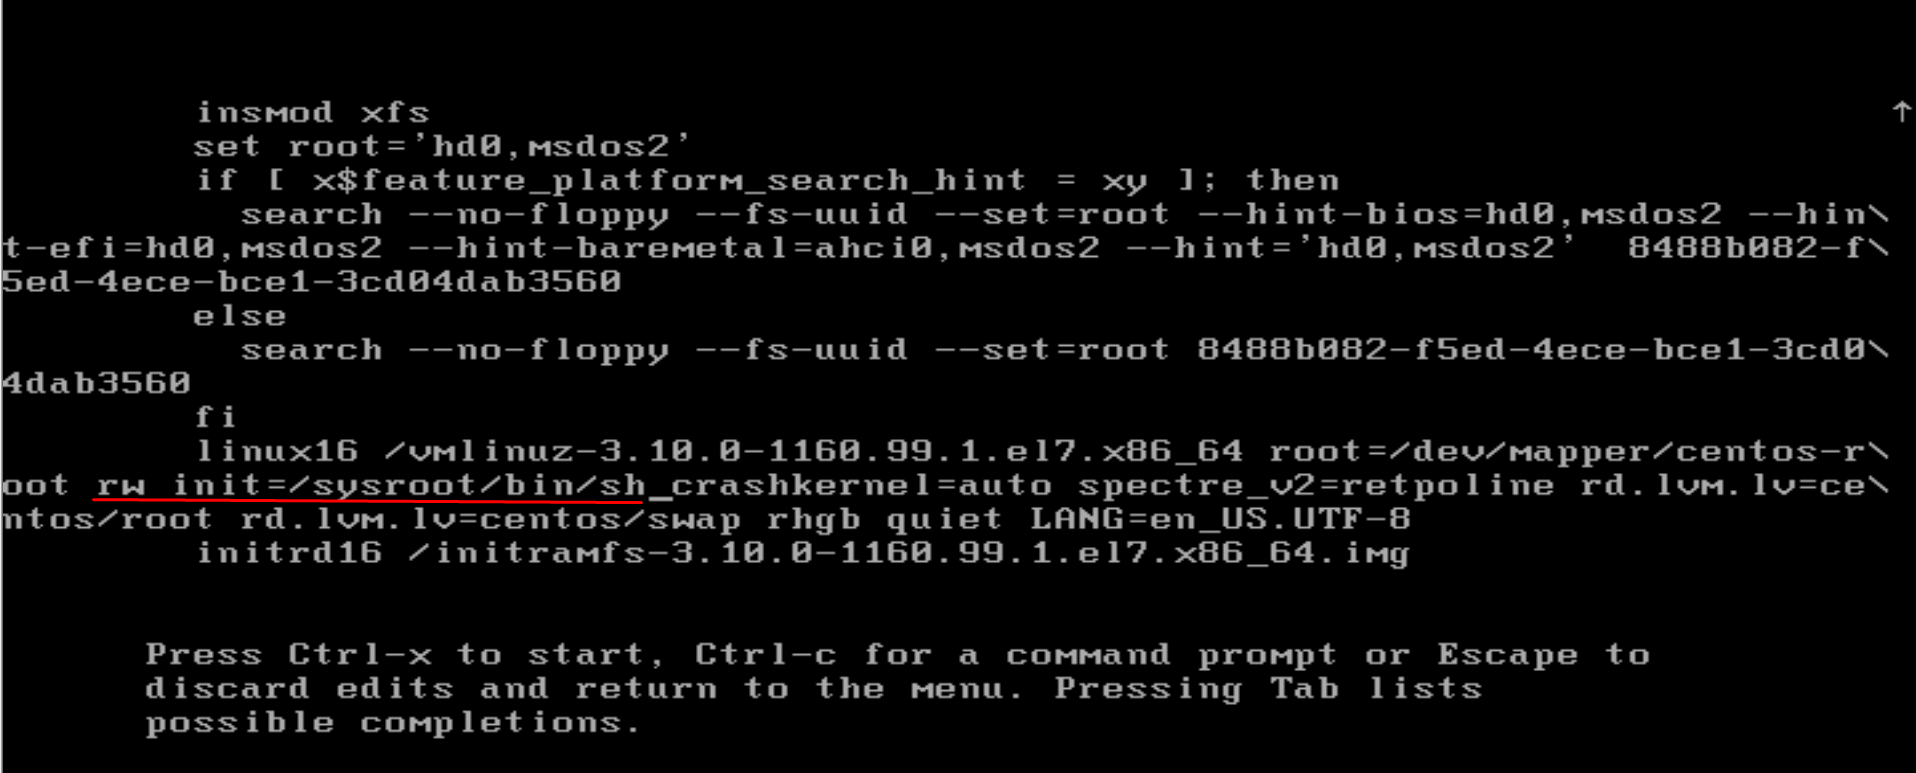 insmod xfs
set root='hd0,msdos2'
if [ x$feature_platform_search_hint = xy ]; then
search --no-floppy --fs-uuid --set=root --hint-bios=hd0,msdos2 --hin\
t-efi=hd0,msdos2 --hint-baremetal=ahci0,msdos2 --hint='hd0,msdos2'  8488b082-f\
5ed-4ece-bce1-3cd04dab3560
else
search --no-floppy --fs-uuid --set=root 8488b082-f5ed-4ece-bce1-3cd0\
4dab3560
fi
linux16 /vmlinuz-3.10.0-1160.99.1.el7.x86_64 root=/dev/mapper/centos-r\
oot rw init=/sysroot/bin/sh_crashkernel=auto spectre_v2=retpoline rd.lvm.lv=ce\
ntos/root rd.lvm.lv=centos/swap rhgb quiet LANG=en_US.UTF-8
initrd16 /initramfs-3.10.0-1160.99.1.el7.x86_64.img
Press Ctrl-x to start, Ctrl-c for a command prompt or Escape to
discard edits and return to the menu. Pressing Tab lists
possible completions.